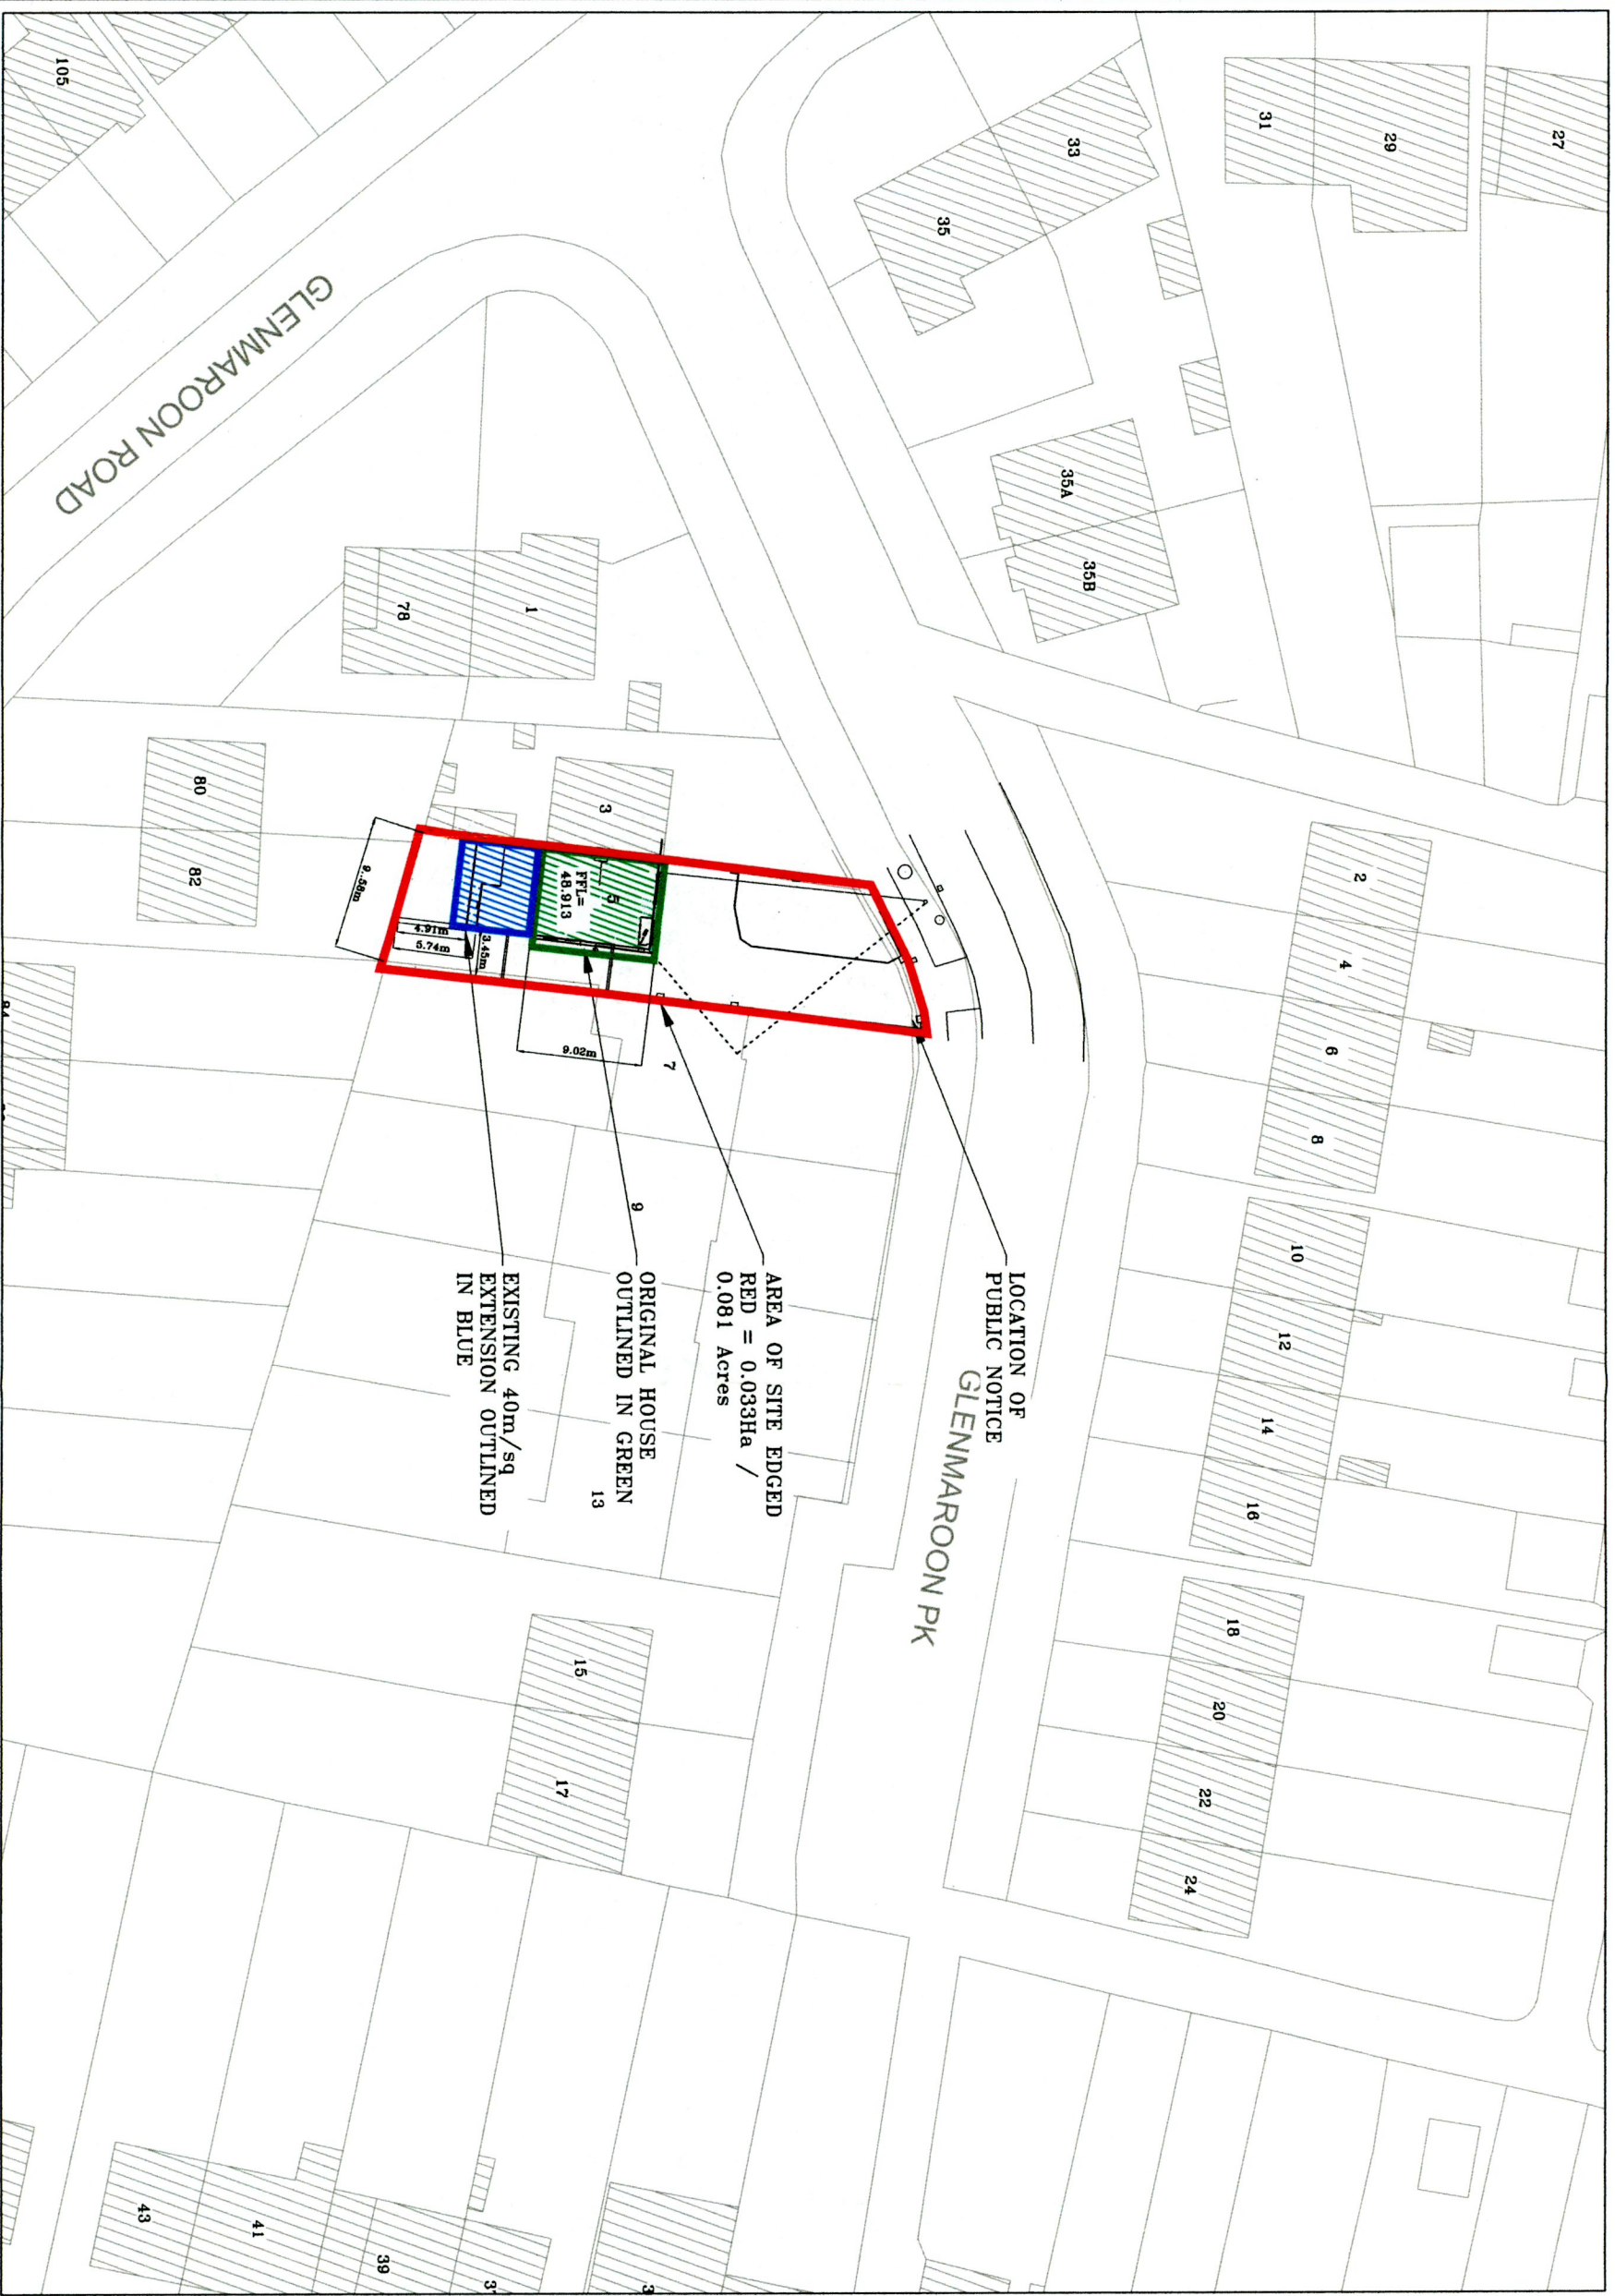 27
29
31
33
35
35A
35B
105
GLENMAROON ROAD
1
78
80
82
84
3
5
FFL=
48.913
9.58m
4.91m
5.74m
3.45m
9.02m
7
9
13
2
4
6
8
10
12
14
16
18
20
22
24
15
17
LOCATION OF
PUBLIC NOTICE
GLENMAROON PK
AREA OF SITE EDGED
RED = 0.033Ha /
0.081 Acres
ORIGINAL HOUSE
OUTLINED IN GREEN
EXISTING 40m/sq
EXTENSION OUTLINED
IN BLUE
43
41
39